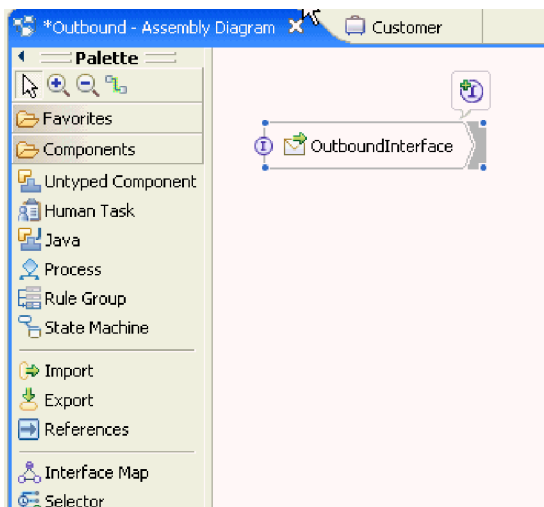 *Outbound - Assembly Diagram
Customer
Palette
Favorites
Components
Untyped Component
Human Task
Java
Process
Rule Group
State Machine
Import
Export
References
Interface Map
Selector
I
I OutboundInterface